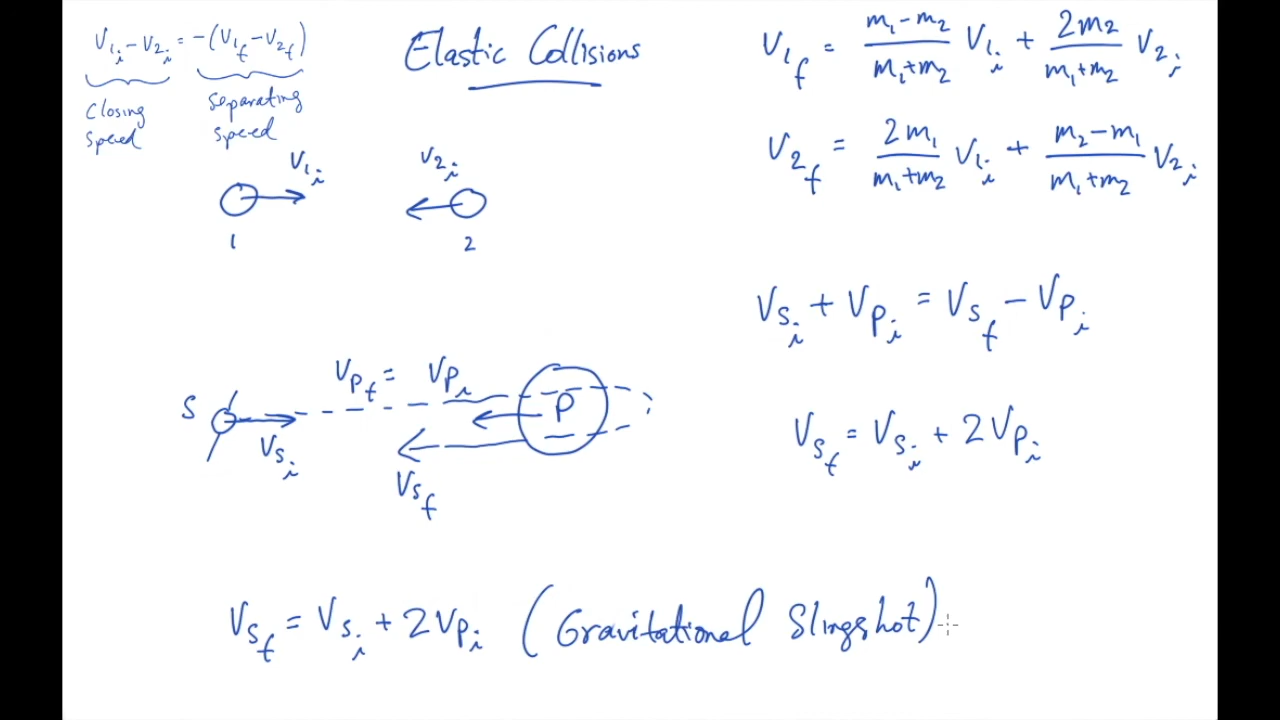 V₁ᵢ - V₂ᵢ = -(V₁f - V₂f)
Closing speed
Separating speed
Elastic Collisions
V₁f = (m₁-m₂)/(m₁+m₂) V₁ᵢ + 2m₂/(m₁+m₂) V₂ᵢ
V₂f = 2m₁/(m₁+m₂) V₁ᵢ + (m₂-m₁)/(m₁+m₂) V₂ᵢ
V₁ᵢ
V₂ᵢ
1
2
Vsᵢ + Vpᵢ = Vsf - Vpᵢ
Vpf = Vpᵢ
S
P
Vsᵢ
Vsf
Vsf = Vsᵢ + 2Vpᵢ
Vsf = Vsᵢ + 2Vpᵢ (Gravitational Slingshot)